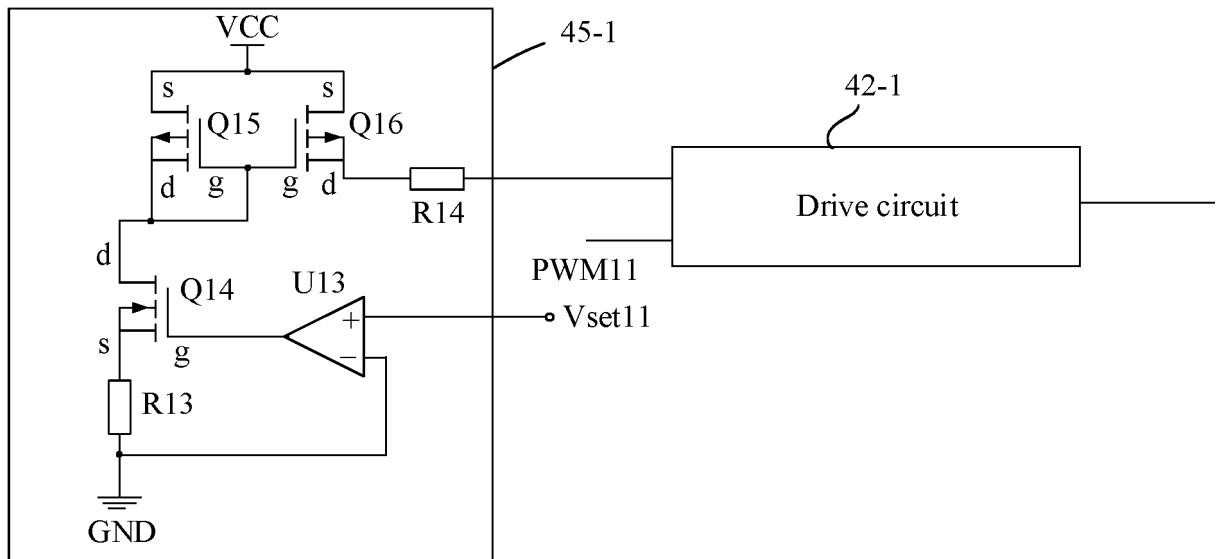 VCC
45-1
s
s
42-1
Q15
Q16
d
g
g
d
R14
Drive circuit
d
PWM11
Q14
U13
Vset11
+
s
g
−
R13
GND